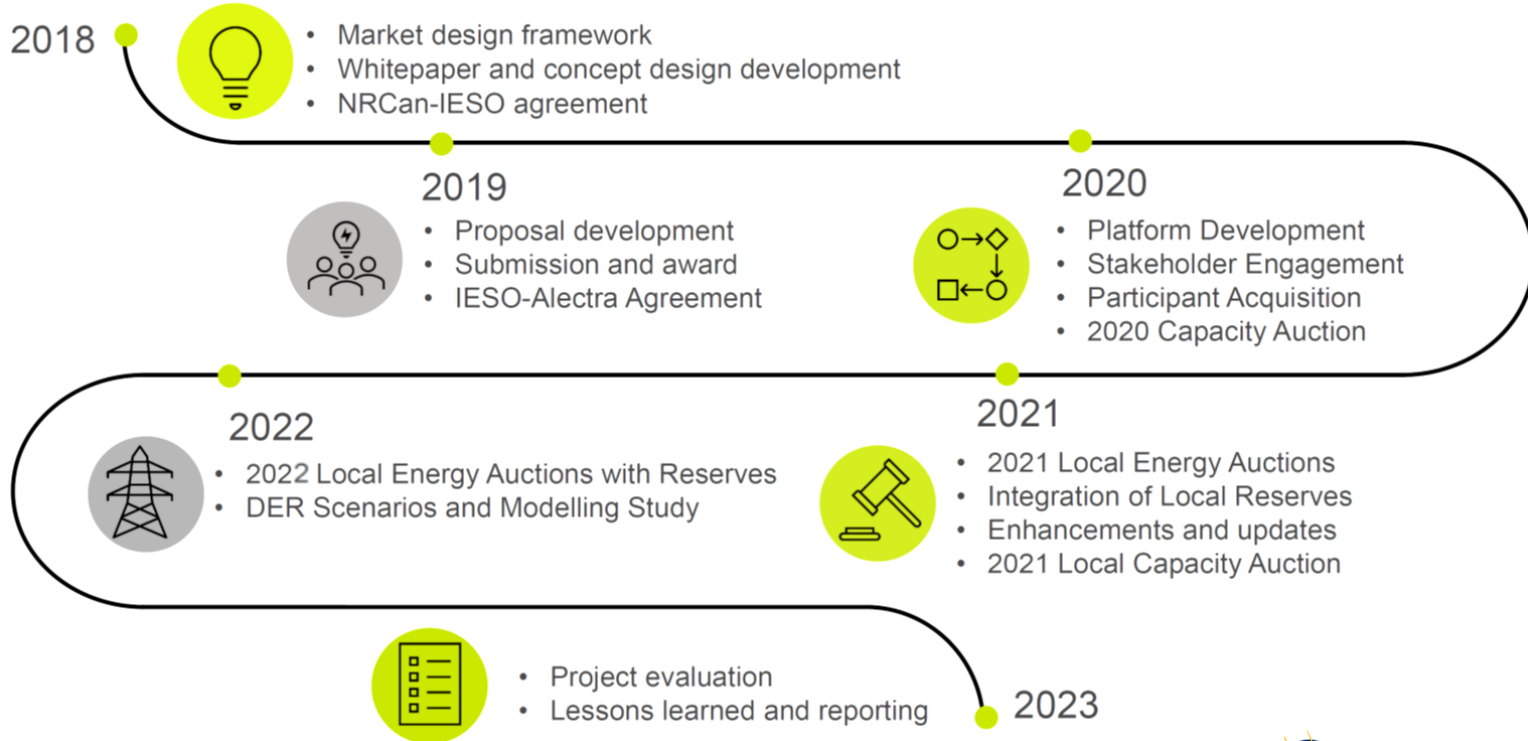 2018
• Market design framework
• Whitepaper and concept design development
• NRCan-IESO agreement
2019
• Proposal development
• Submission and award
• IESO-Alectra Agreement
2020
• Platform Development
• Stakeholder Engagement
• Participant Acquisition
• 2020 Capacity Auction
2021
• 2021 Local Energy Auctions
• Integration of Local Reserves
• Enhancements and updates
• 2021 Local Capacity Auction
2022
• 2022 Local Energy Auctions with Reserves
• DER Scenarios and Modelling Study
2023
• Project evaluation
• Lessons learned and reporting